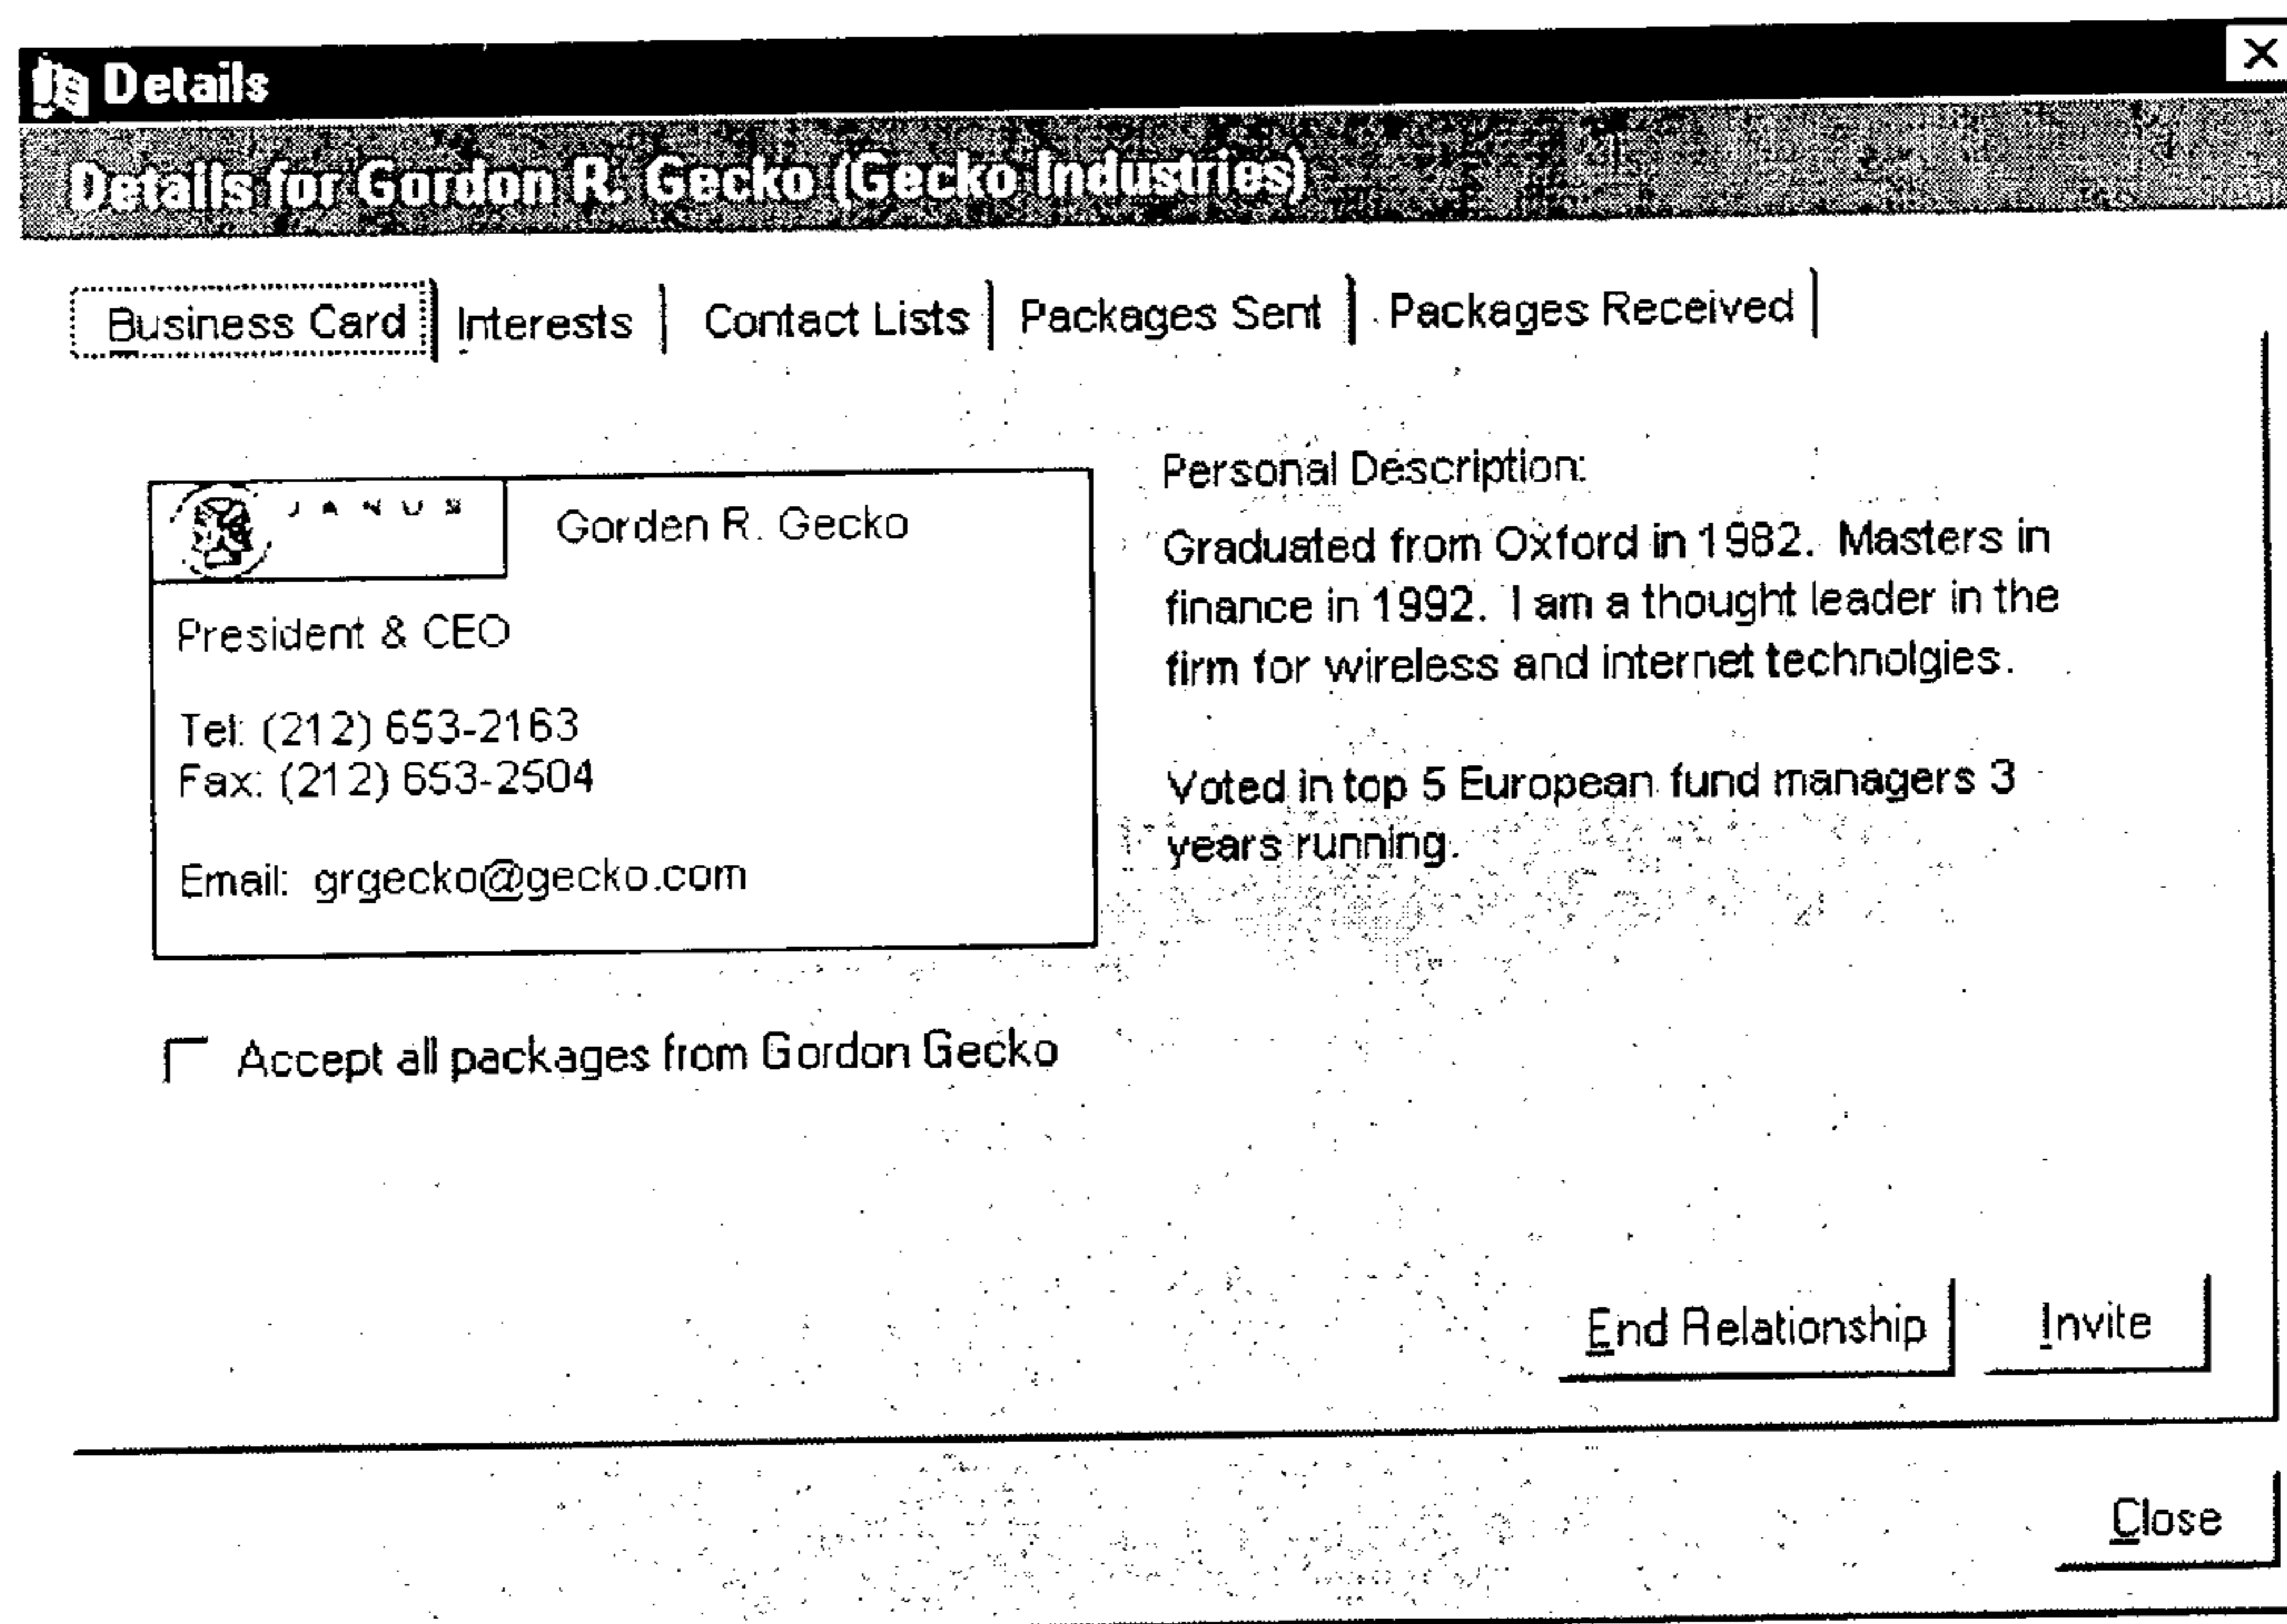 Details
Details for Gordon R. Gecko (Gecko Industries)
Business Card Interests Contact Lists Packages Sent Packages Received
JANUS
Gorden R. Gecko
President & CEO
Tel: (212) 653-2163
Fax: (212) 653-2504
Email: grgecko@gecko.com
Personal Description:
Graduated from Oxford in 1982. Masters in
finance in 1992. I am a thought leader in the
firm for wireless and internet technolgies.
Voted in top 5 European fund managers 3
years running.
Accept all packages from Gordon Gecko
End Relationship Invite
Close